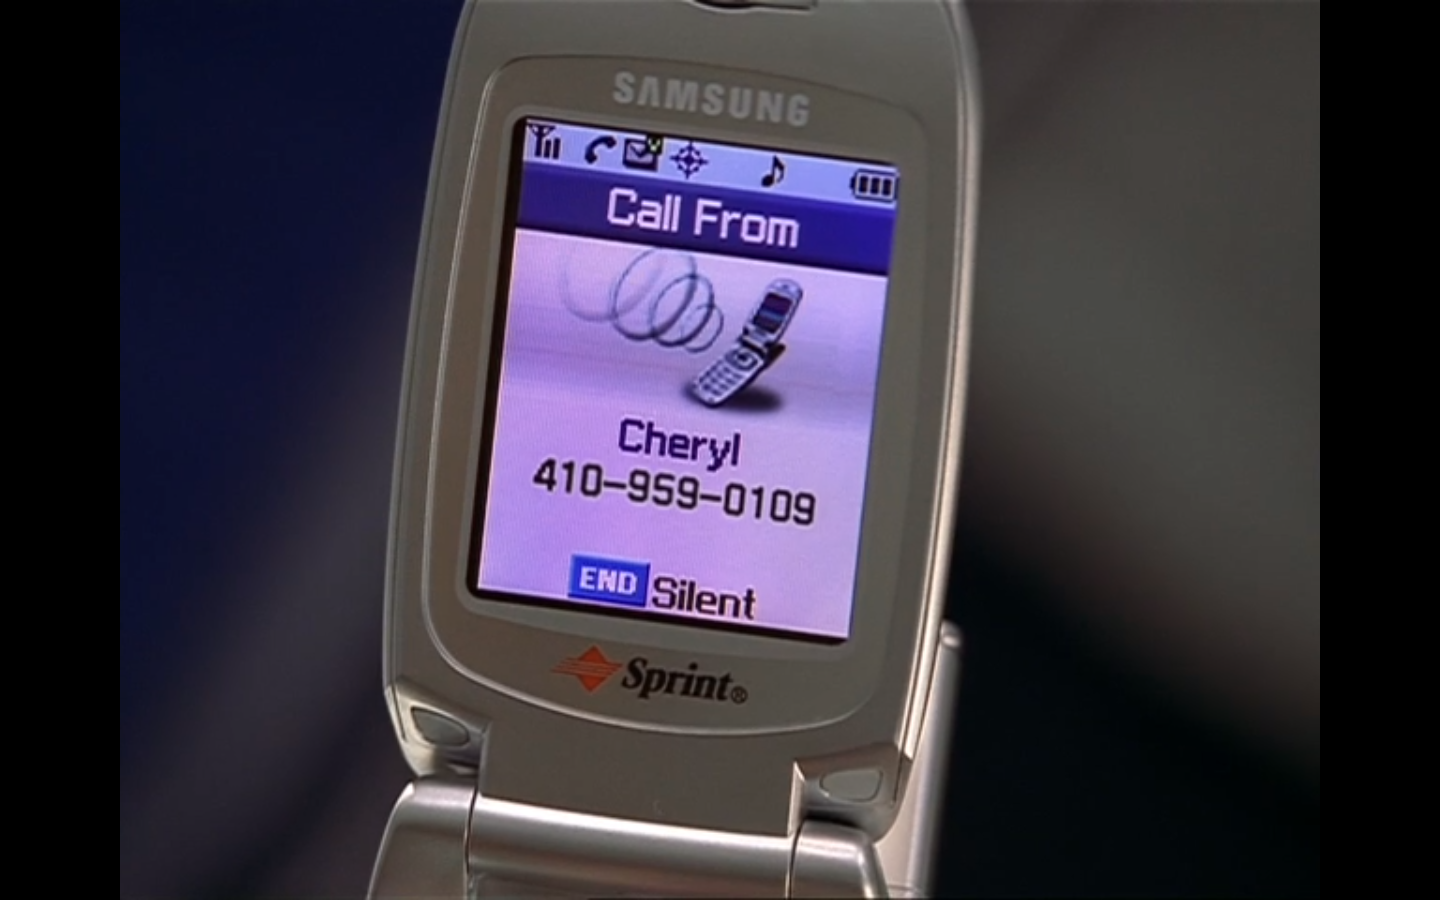 SAMSUNG
Call From
Cheryl
410-959-0109
END Silent
Sprint®